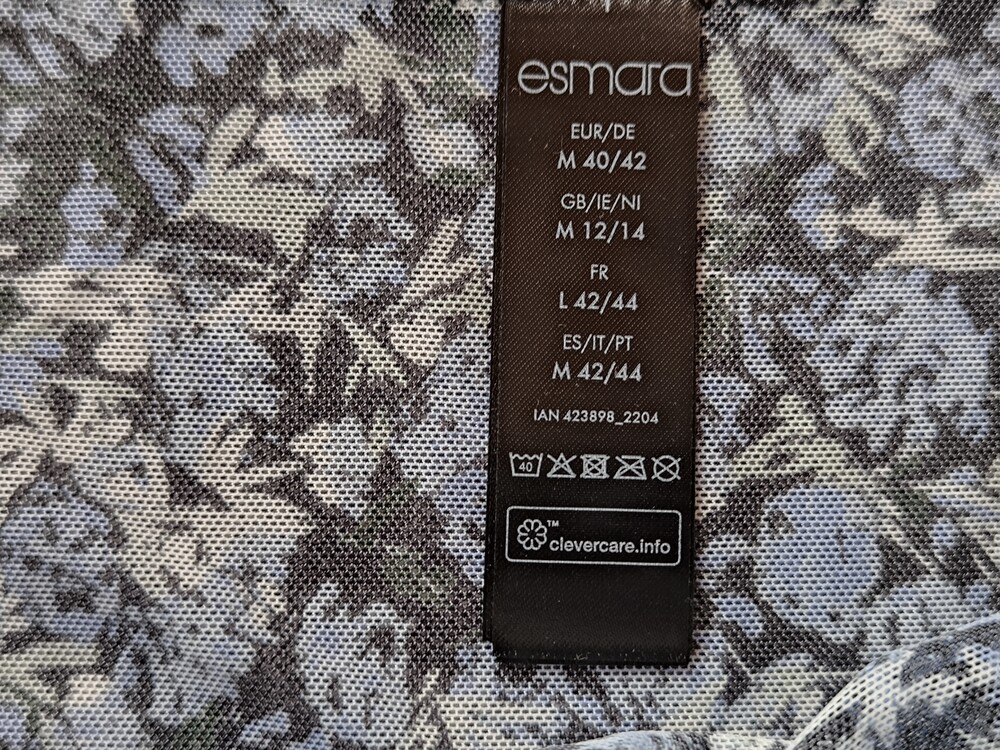 esmara
EUR/DE
M 40/42
GB/IE/NI
M 12/14
FR
L 42/44
ES/IT/PT
M 42/44
IAN 423898_2204
40
™
clevercare.info